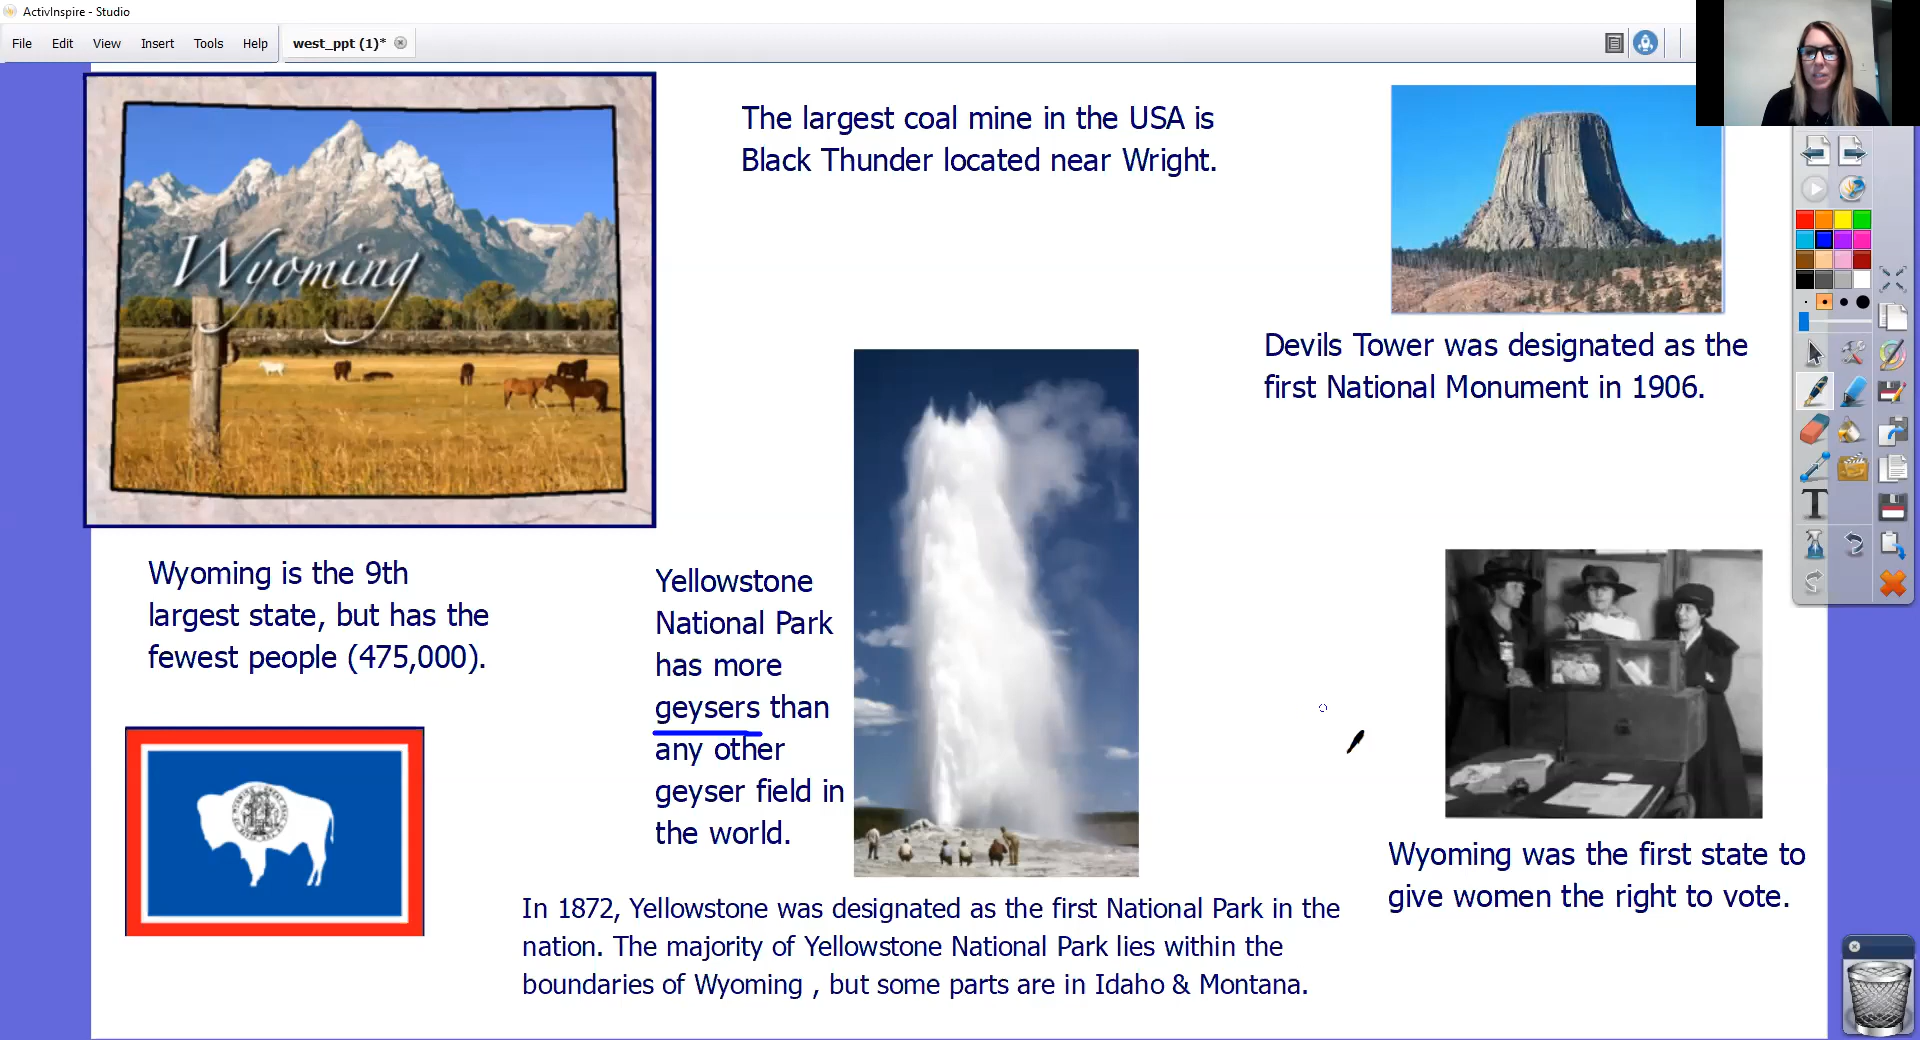 ActivInspire - Studio
File Edit View Insert Tools Help west_ppt (1)*
Wyoming
The largest coal mine in the USA is
Black Thunder located near Wright.
Devils Tower was designated as the
first National Monument in 1906.
Wyoming is the 9th
largest state, but has the
fewest people (475,000).
Yellowstone
National Park
has more
geysers than
any other
geyser field in
the world.
In 1872, Yellowstone was designated as the first National Park in the
nation. The majority of Yellowstone National Park lies within the
boundaries of Wyoming , but some parts are in Idaho & Montana.
Wyoming was the first state to
give women the right to vote.
T